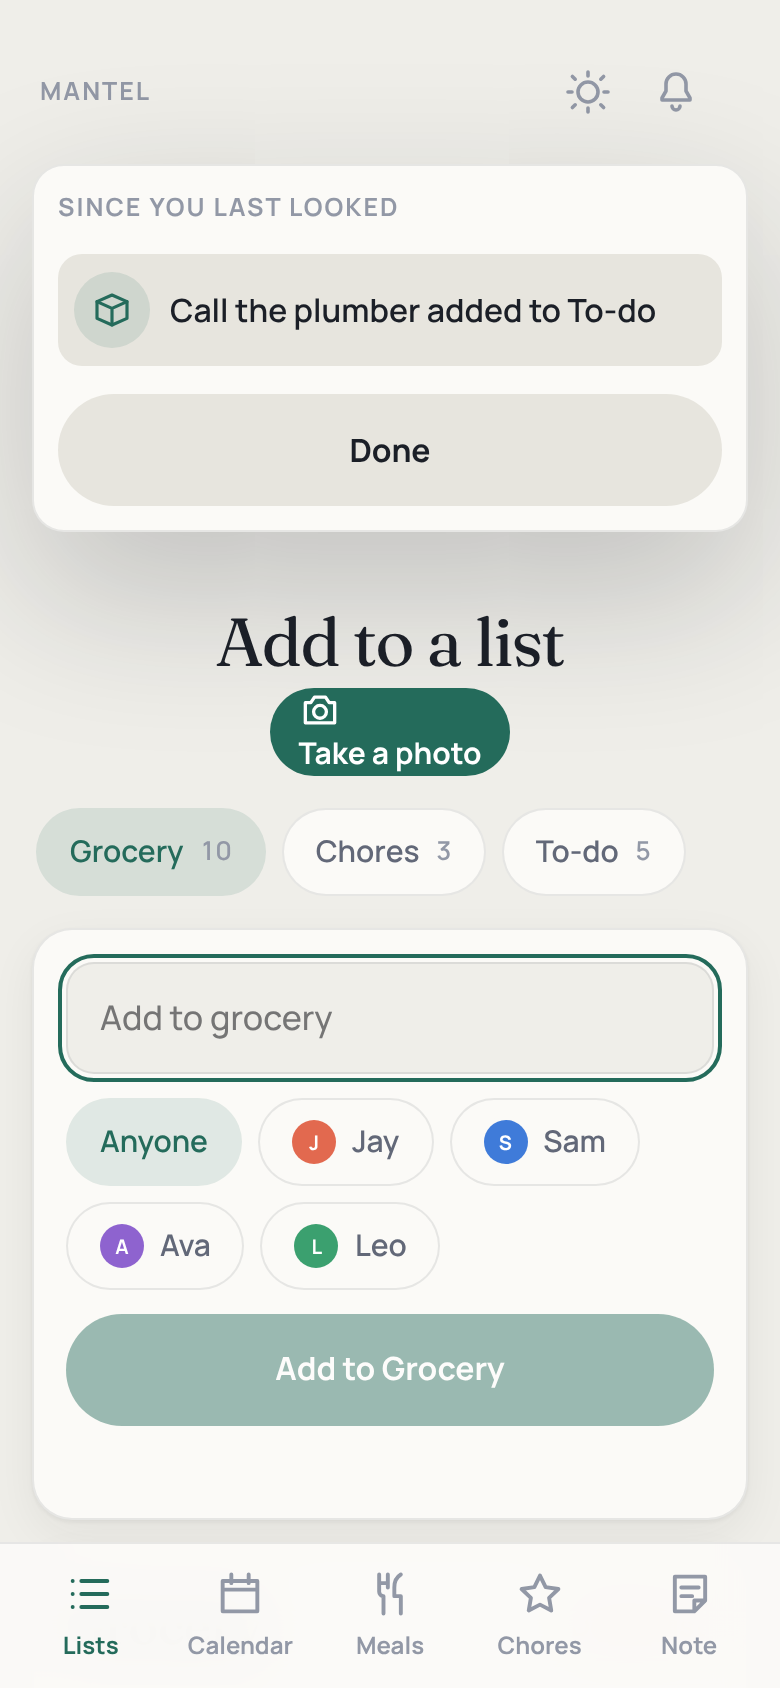 MANTEL
SINCE YOU LAST LOOKED
Call the plumber added to To-do
Done
Add to a list
Take a photo
Grocery 10 Chores 3 To-do 5
Add to grocery
Anyone J Jay S Sam
A Ava L Leo
Add to Grocery
Lists Calendar Meals Chores Note